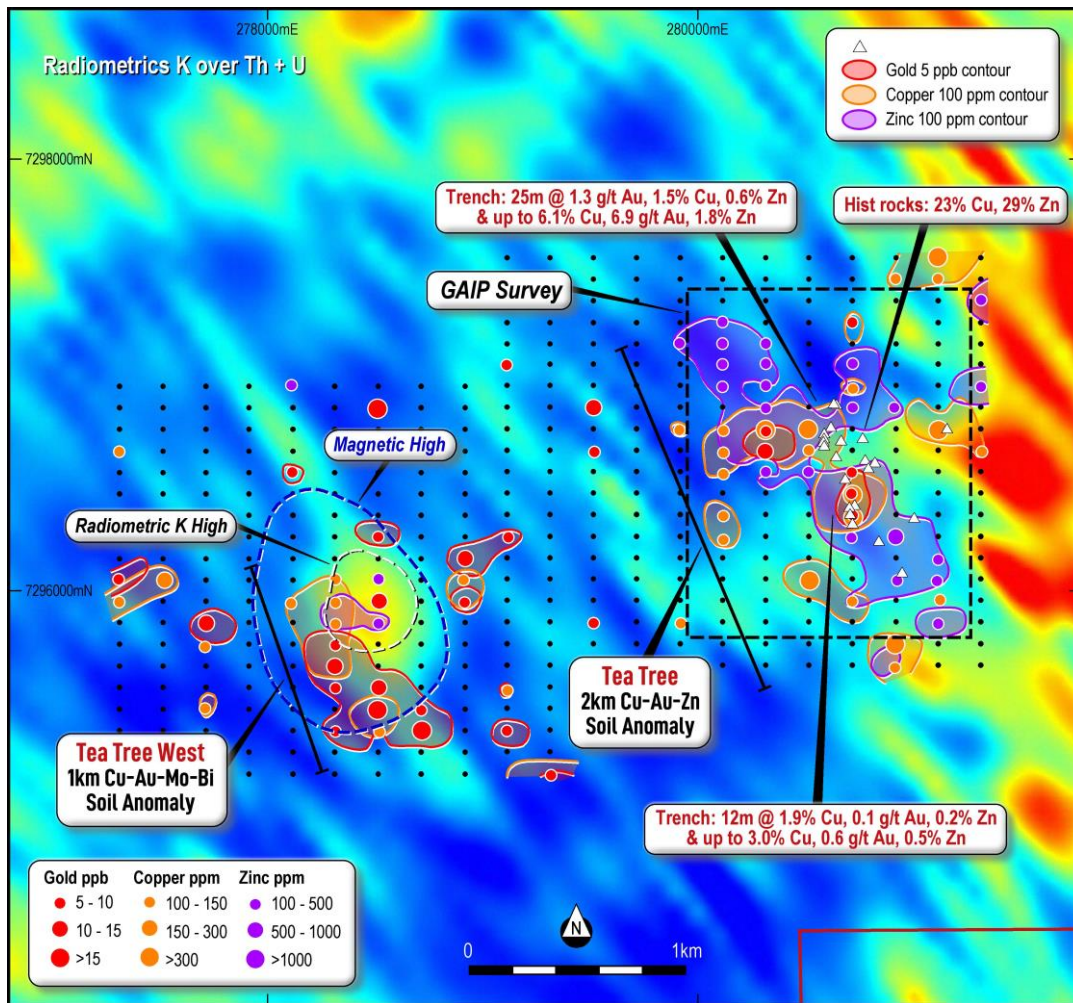 278000mE
280000mE
Radiometrics K over Th + U
Gold 5 ppb contour
Copper 100 ppm contour
Zinc 100 ppm contour
7298000mN
Trench: 25m @ 1.3 g/t Au, 1.5% Cu, 0.6% Zn
& up to 6.1% Cu, 6.9 g/t Au, 1.8% Zn
Hist rocks: 23% Cu, 29% Zn
GAIP Survey
Magnetic High
Radiometric K High
7296000mN
Tea Tree
2km Cu-Au-Zn
Soil Anomaly
Tea Tree West
1km Cu-Au-Mo-Bi
Soil Anomaly
Trench: 12m @ 1.9% Cu, 0.1 g/t Au, 0.2% Zn
& up to 3.0% Cu, 0.6 g/t Au, 0.5% Zn
Gold ppb Copper ppm Zinc ppm
5 - 10 100 - 150 100 - 500
10 - 15 150 - 300 500 - 1000
>15 >300 >1000
N
0 1km